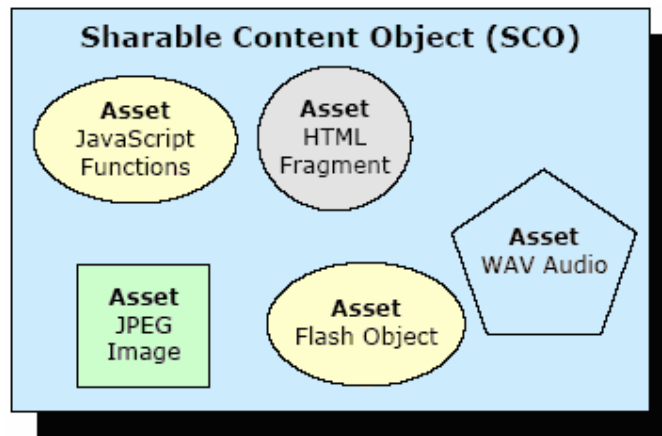 Sharable Content Object (SCO)
Asset
JavaScript
Functions
Asset
HTML
Fragment
Asset
WAV Audio
Asset
JPEG
Image
Asset
Flash Object